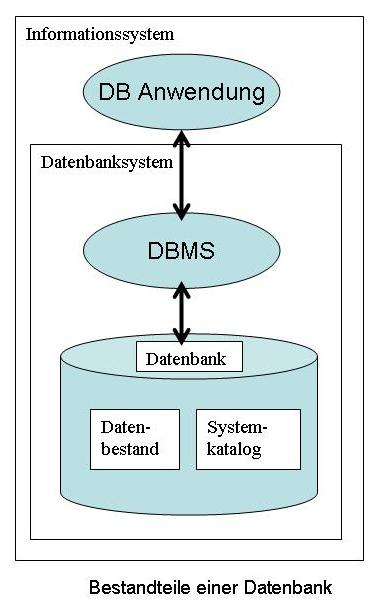 Informationssystem
DB Anwendung
Datenbanksystem
DBMS
Datenbank
Daten-
bestand
System-
katalog
Bestandteile einer Datenbank